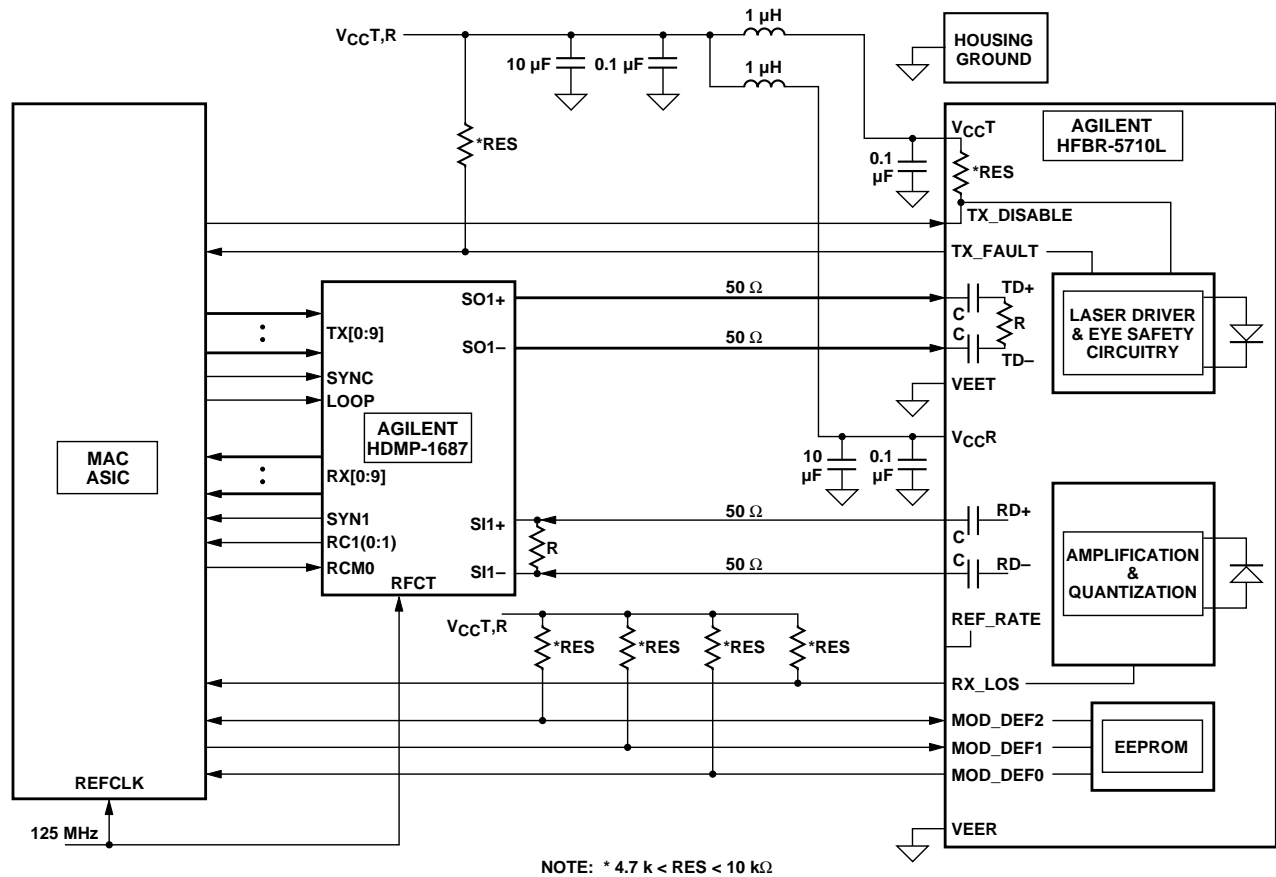 1 µH
VCCT,R
10 µF
0.1 µF
1 µH
HOUSING
GROUND
*RES
VCCT
AGILENT
HFBR-5710L
0.1
µF
*RES
TX_DISABLE
TX_FAULT
SO1+
50 Ω
TD+
C
R
LASER DRIVER
& EYE SAFETY
CIRCUITRY
TX[0:9]
:
SO1–
50 Ω
C
TD–
SYNC
LOOP
VEET
AGILENT
HDMP-1687
MAC
ASIC
VCCR
10
µF
0.1
µF
RX[0:9]
:
SYN1
RC1(0:1)
RCM0
SI1+
50 Ω
RD+
C
R
SI1–
50 Ω
C
RD–
AMPLIFICATION
&
QUANTIZATION
RFCT
VCCT,R
*RES
*RES
*RES
*RES
REF_RATE
RX_LOS
MOD_DEF2
MOD_DEF1
MOD_DEF0
EEPROM
REFCLK
125 MHz
VEER
NOTE: * 4.7 k < RES < 10 kΩ